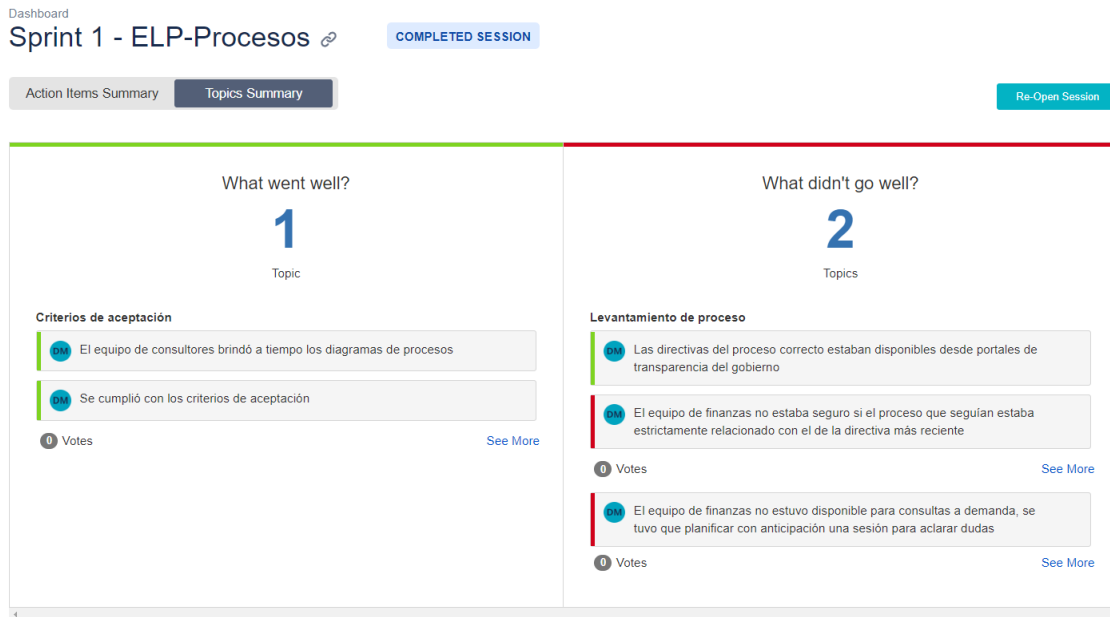 Dashboard
Sprint 1 - ELP-Procesos
COMPLETED SESSION
Action Items Summary
Topics Summary
Re-Open Session
What went well?
1
Topic
Criterios de aceptación
DM
El equipo de consultores brindó a tiempo los diagramas de procesos
DM
Se cumplió con los criterios de aceptación
0 Votes
See More
What didn't go well?
2
Topics
Levantamiento de proceso
DM
Las directivas del proceso correcto estaban disponibles desde portales de
transparencia del gobierno
DM
El equipo de finanzas no estaba seguro si el proceso que seguían estaba
estrictamente relacionado con el de la directiva más reciente
0 Votes
See More
DM
El equipo de finanzas no estuvo disponible para consultas a demanda, se
tuvo que planificar con anticipación una sesión para aclarar dudas
0 Votes
See More